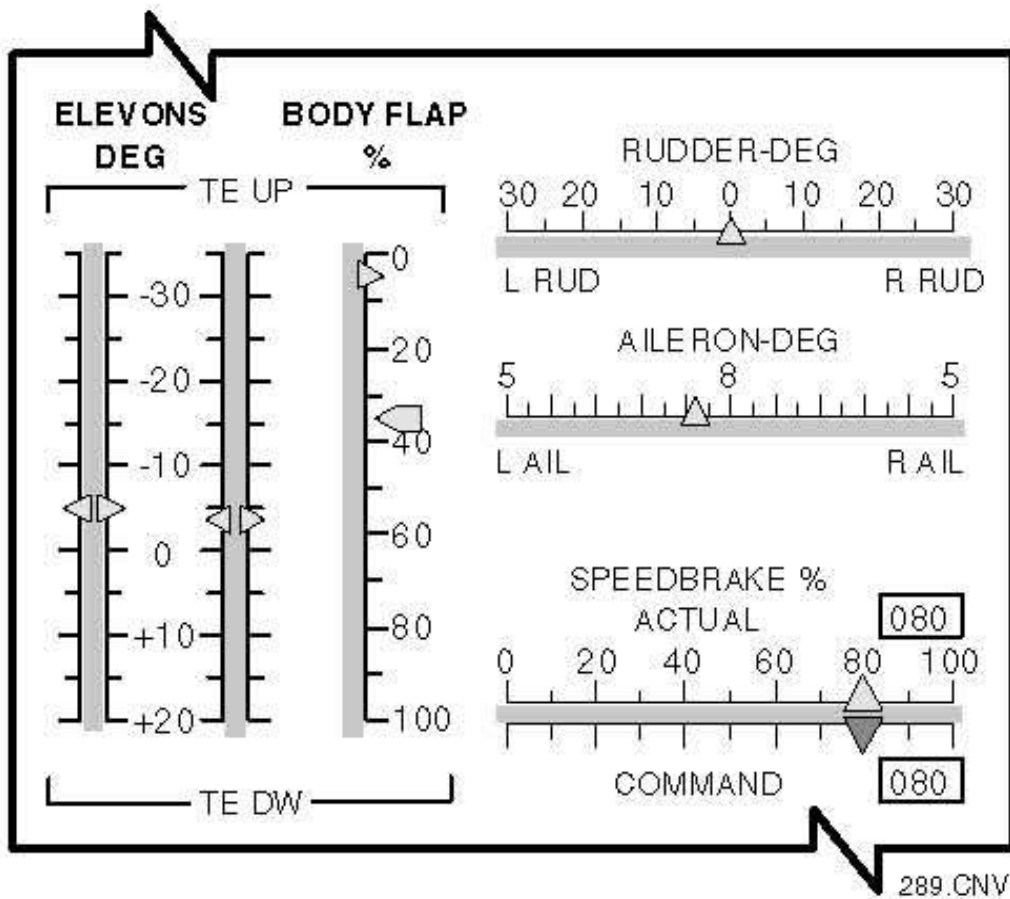 ELEVONS
DEG
BODY FLAP
%
TE UP
-30
-20
-10
0
+10
+20
0
20
40
60
80
100
TE DW
RUDDER-DEG
30 20 10 0 10 20 30
L RUD R RUD
AILERON-DEG
5 8 5
L AIL R AIL
SPEEDBRAKE %
ACTUAL 080
0 20 40 60 80 100
COMMAND 080
289.CNV